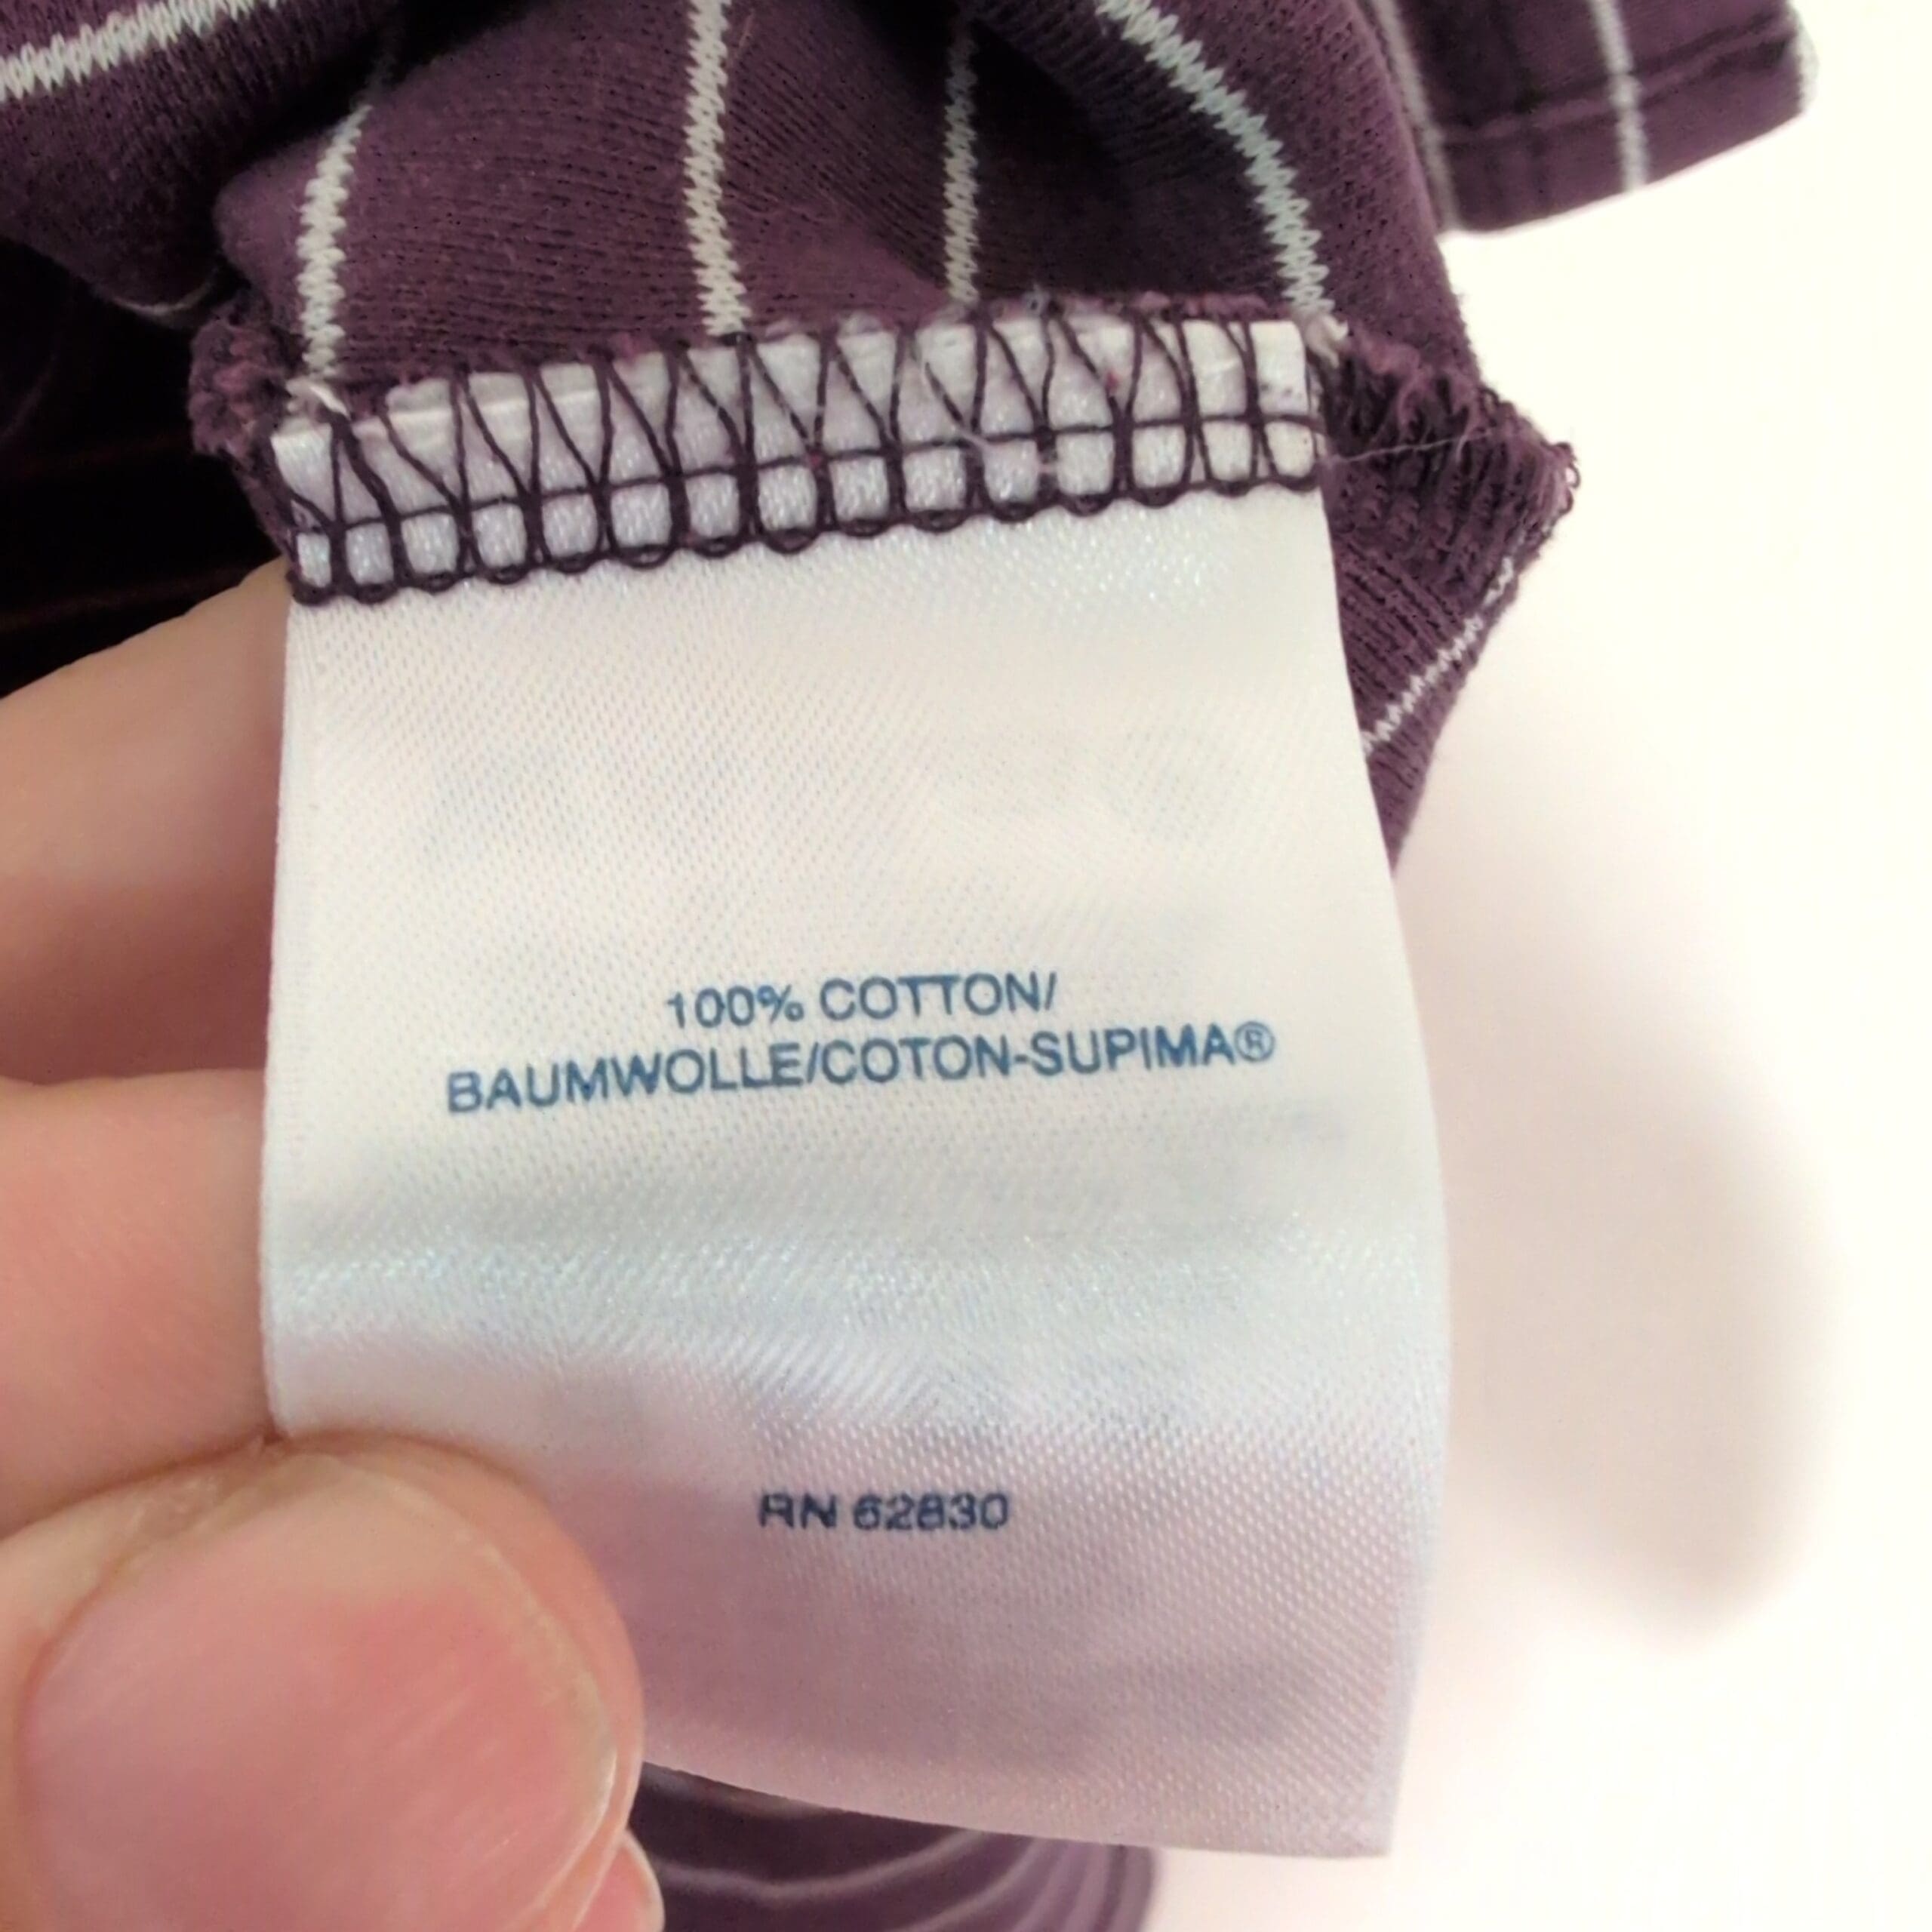 100% COTTON/
BAUMWOLLE/COTON-SUPIMA®
RN 62830